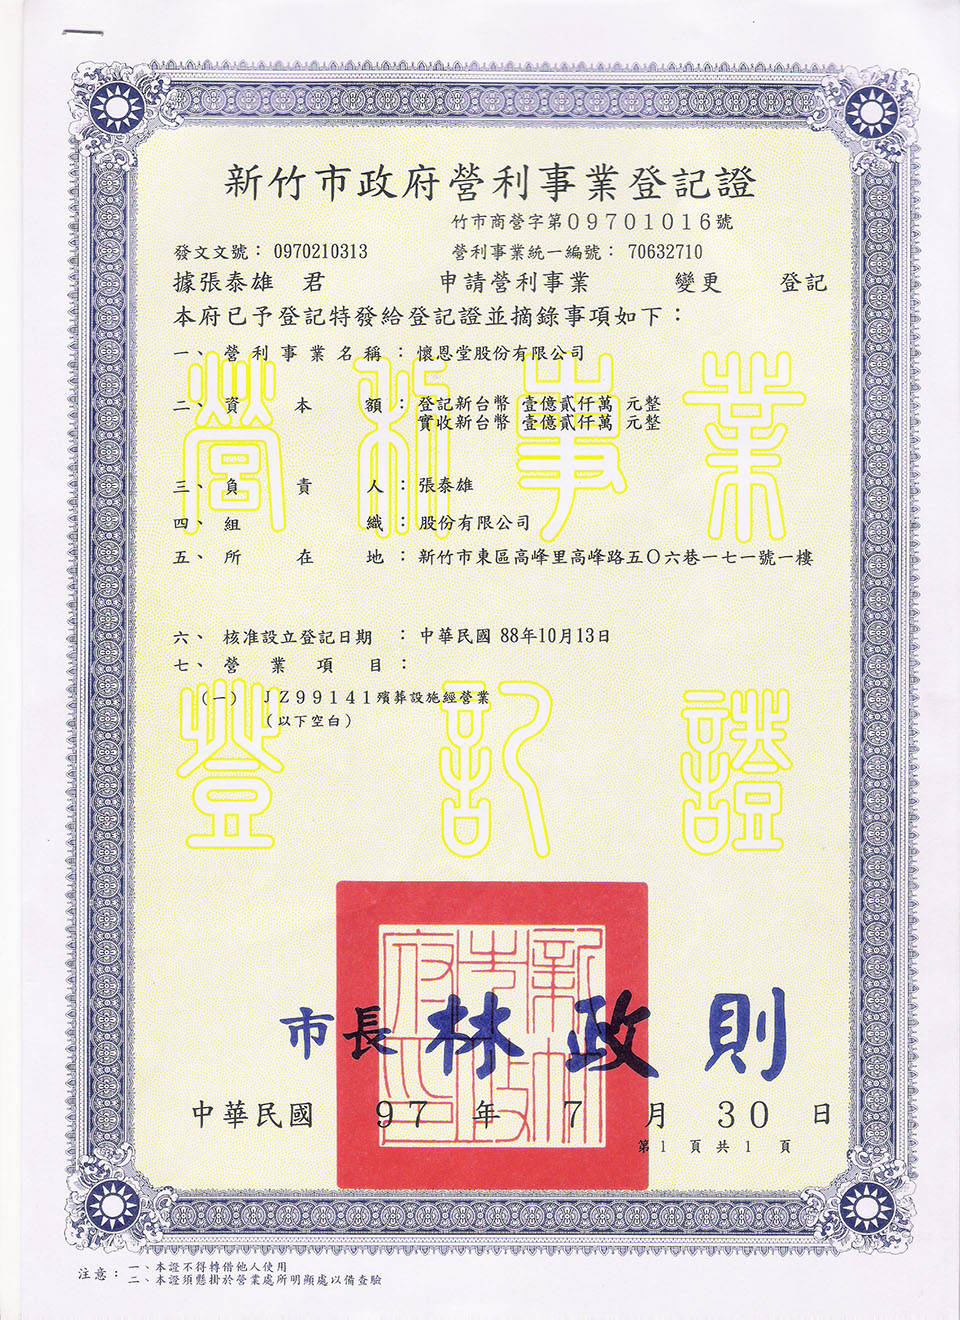 新竹市政府營利事業登記證
竹市商營字第09701016號
發文文號：0970210313 營利事業統一編號：70632710
據張泰雄 君 申請營利事業 變更 登記
本府已予登記特發給登記證並摘錄事項如下：
一、營利事業名稱：懷恩堂股份有限公司
二、資本額：登記新台幣 壹億貳仟萬 元整
實收新台幣 壹億貳仟萬 元整
三、負責人：張泰雄
四、組織：股份有限公司
五、所在地：新竹市東區高峰里高峰路五〇六巷一七一號一樓
六、核准設立登記日期：中華民國 88年10月13日
七、營業項目：
(一) JZ99141殯葬設施經營業
(以下空白)
營利事業
登記證
新竹市政府印
市長 林政則
中華民國 97 年 7 月 30 日
第1頁共1頁
注意：一、本證不得轉借他人使用
二、本證須懸掛於營業處所明顯處以備查驗